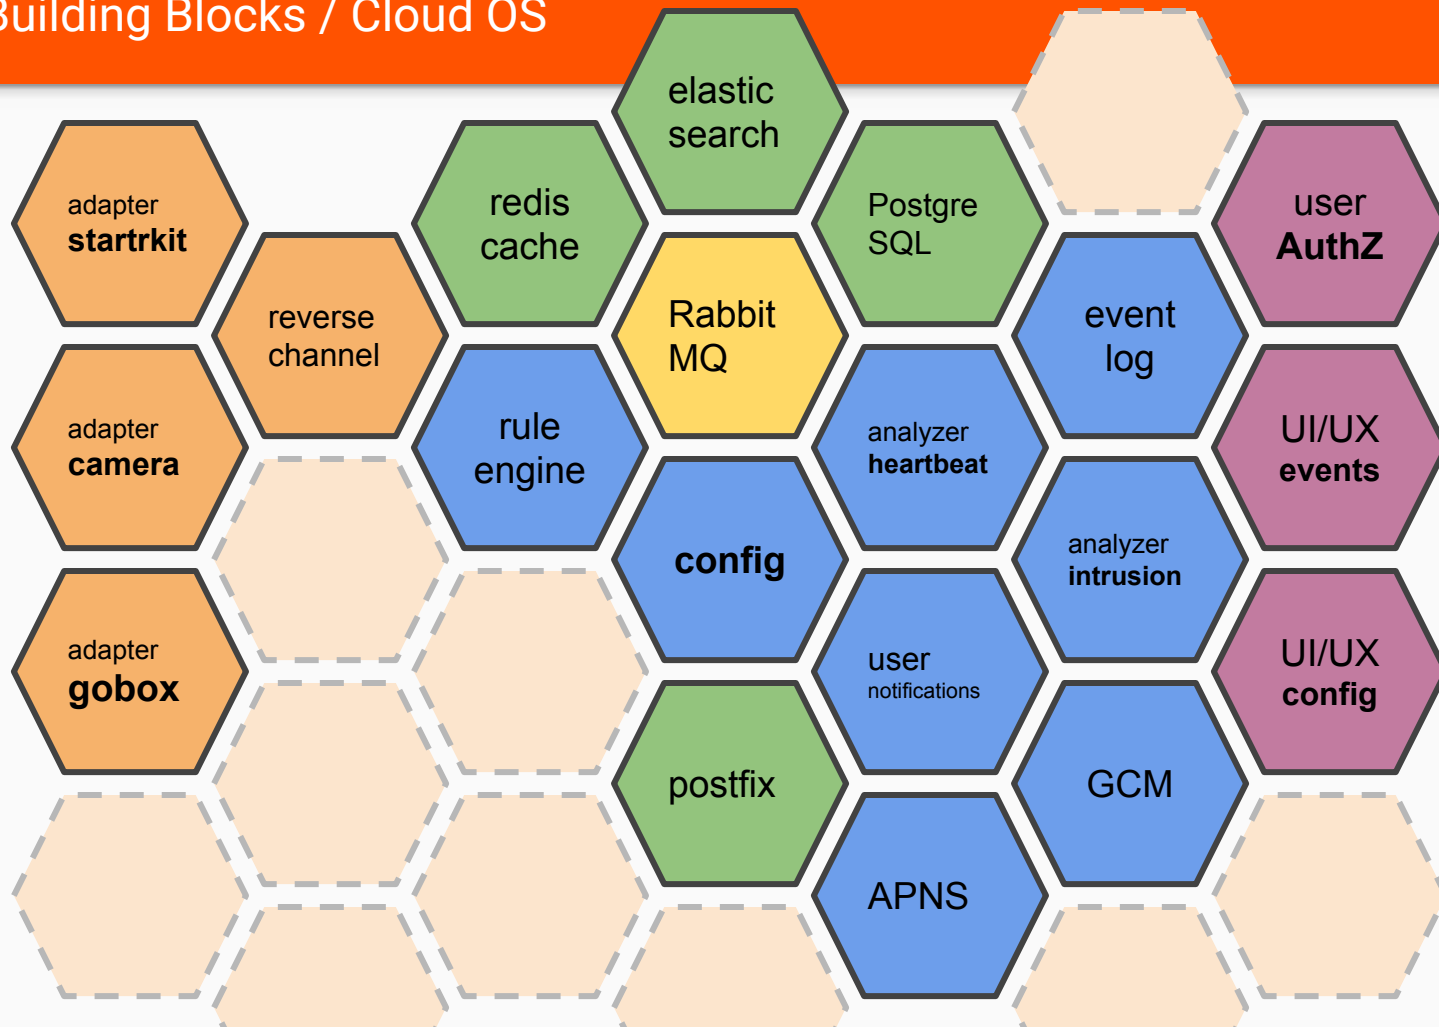 Building Blocks / Cloud OS
elastic
search
adapter
startrkit
redis
cache
Postgre
SQL
user
AuthZ
reverse
channel
Rabbit
MQ
event
log
adapter
camera
rule
engine
analyzer
heartbeat
UI/UX
events
config
analyzer
intrusion
adapter
gobox
user
notifications
UI/UX
config
postfix
GCM
APNS